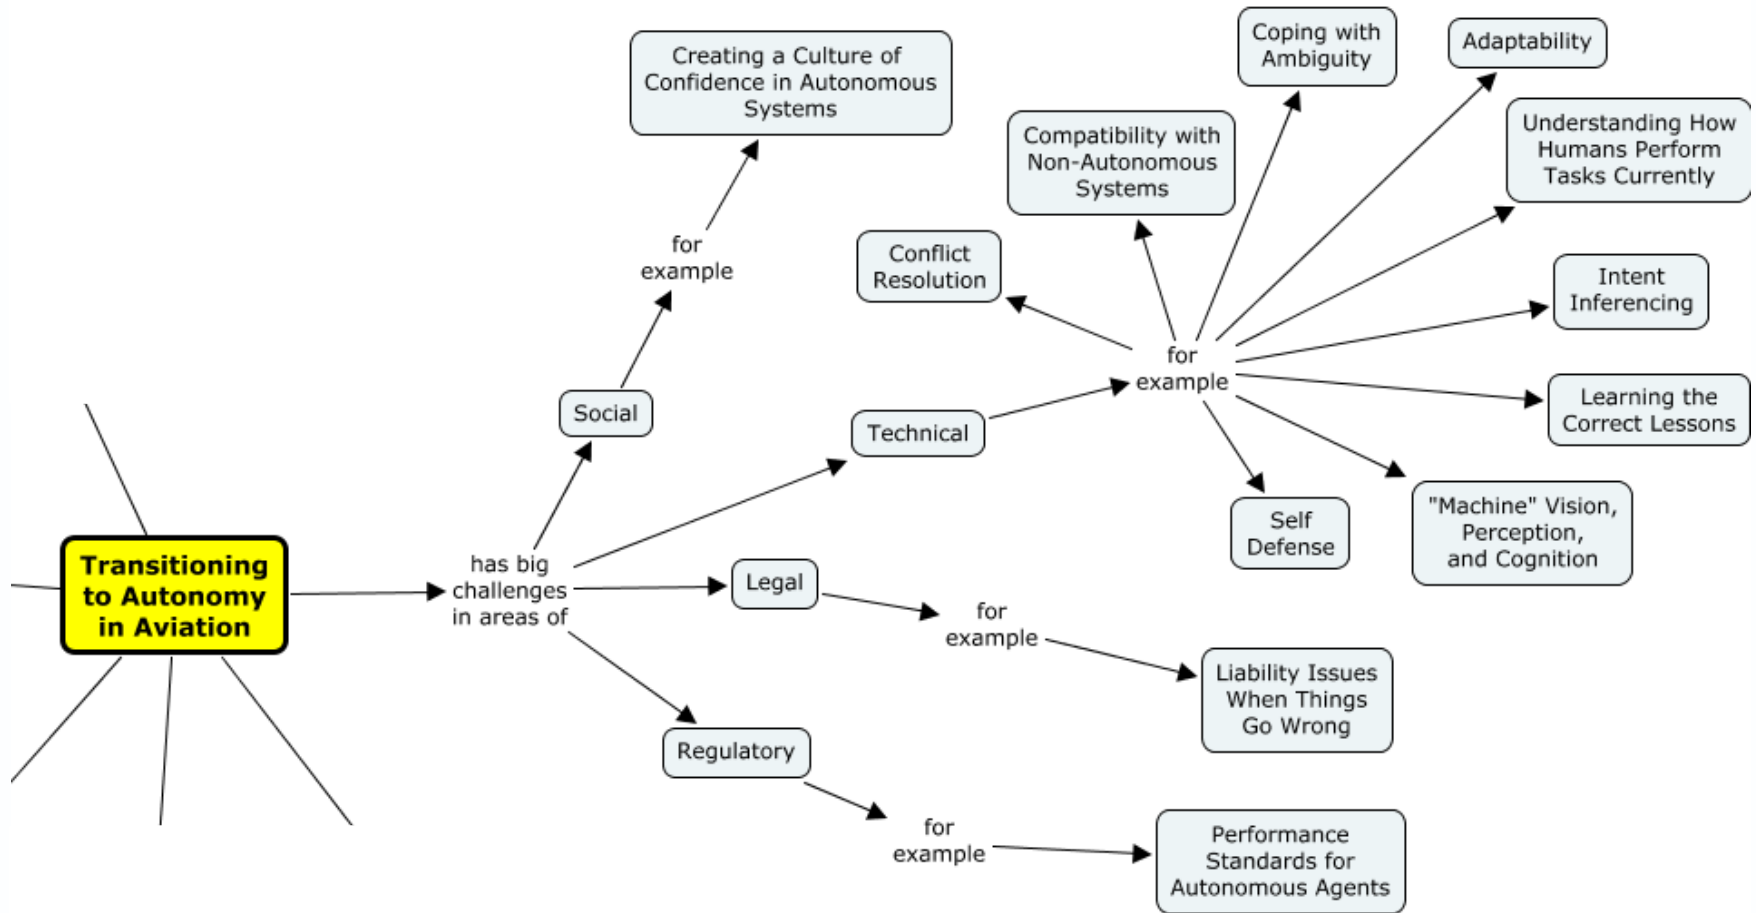 Transitioning
to Autonomy
in Aviation
has big
challenges
in areas of
Social
for
example
Creating a Culture of
Confidence in Autonomous
Systems
Technical
for
example
Conflict
Resolution
Compatibility with
Non-Autonomous
Systems
Coping with
Ambiguity
Adaptability
Understanding How
Humans Perform
Tasks Currently
Intent
Inferencing
Learning the
Correct Lessons
"Machine" Vision,
Perception,
and Cognition
Self
Defense
Legal
for
example
Liability Issues
When Things
Go Wrong
Regulatory
for
example
Performance
Standards for
Autonomous Agents